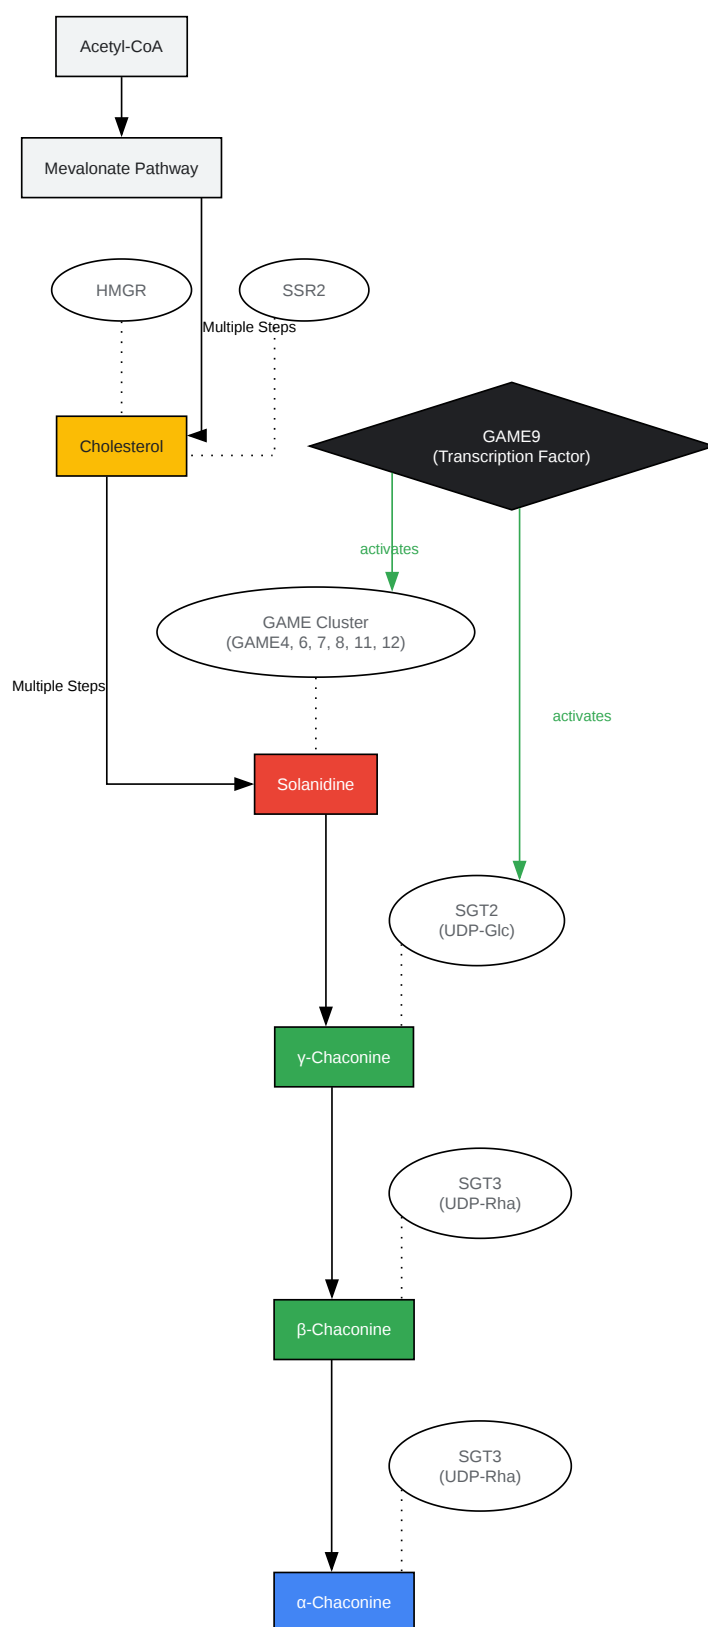 Acetyl-CoA
Mevalonate Pathway
HMGR
SSR2
Multiple Steps
Cholesterol
GAME9
(Transcription Factor)
activates
GAME Cluster
(GAME4, 6, 7, 8, 11, 12)
Multiple Steps
activates
Solanidine
SGT2
(UDP-Glc)
γ-Chaconine
SGT3
(UDP-Rha)
β-Chaconine
SGT3
(UDP-Rha)
α-Chaconine